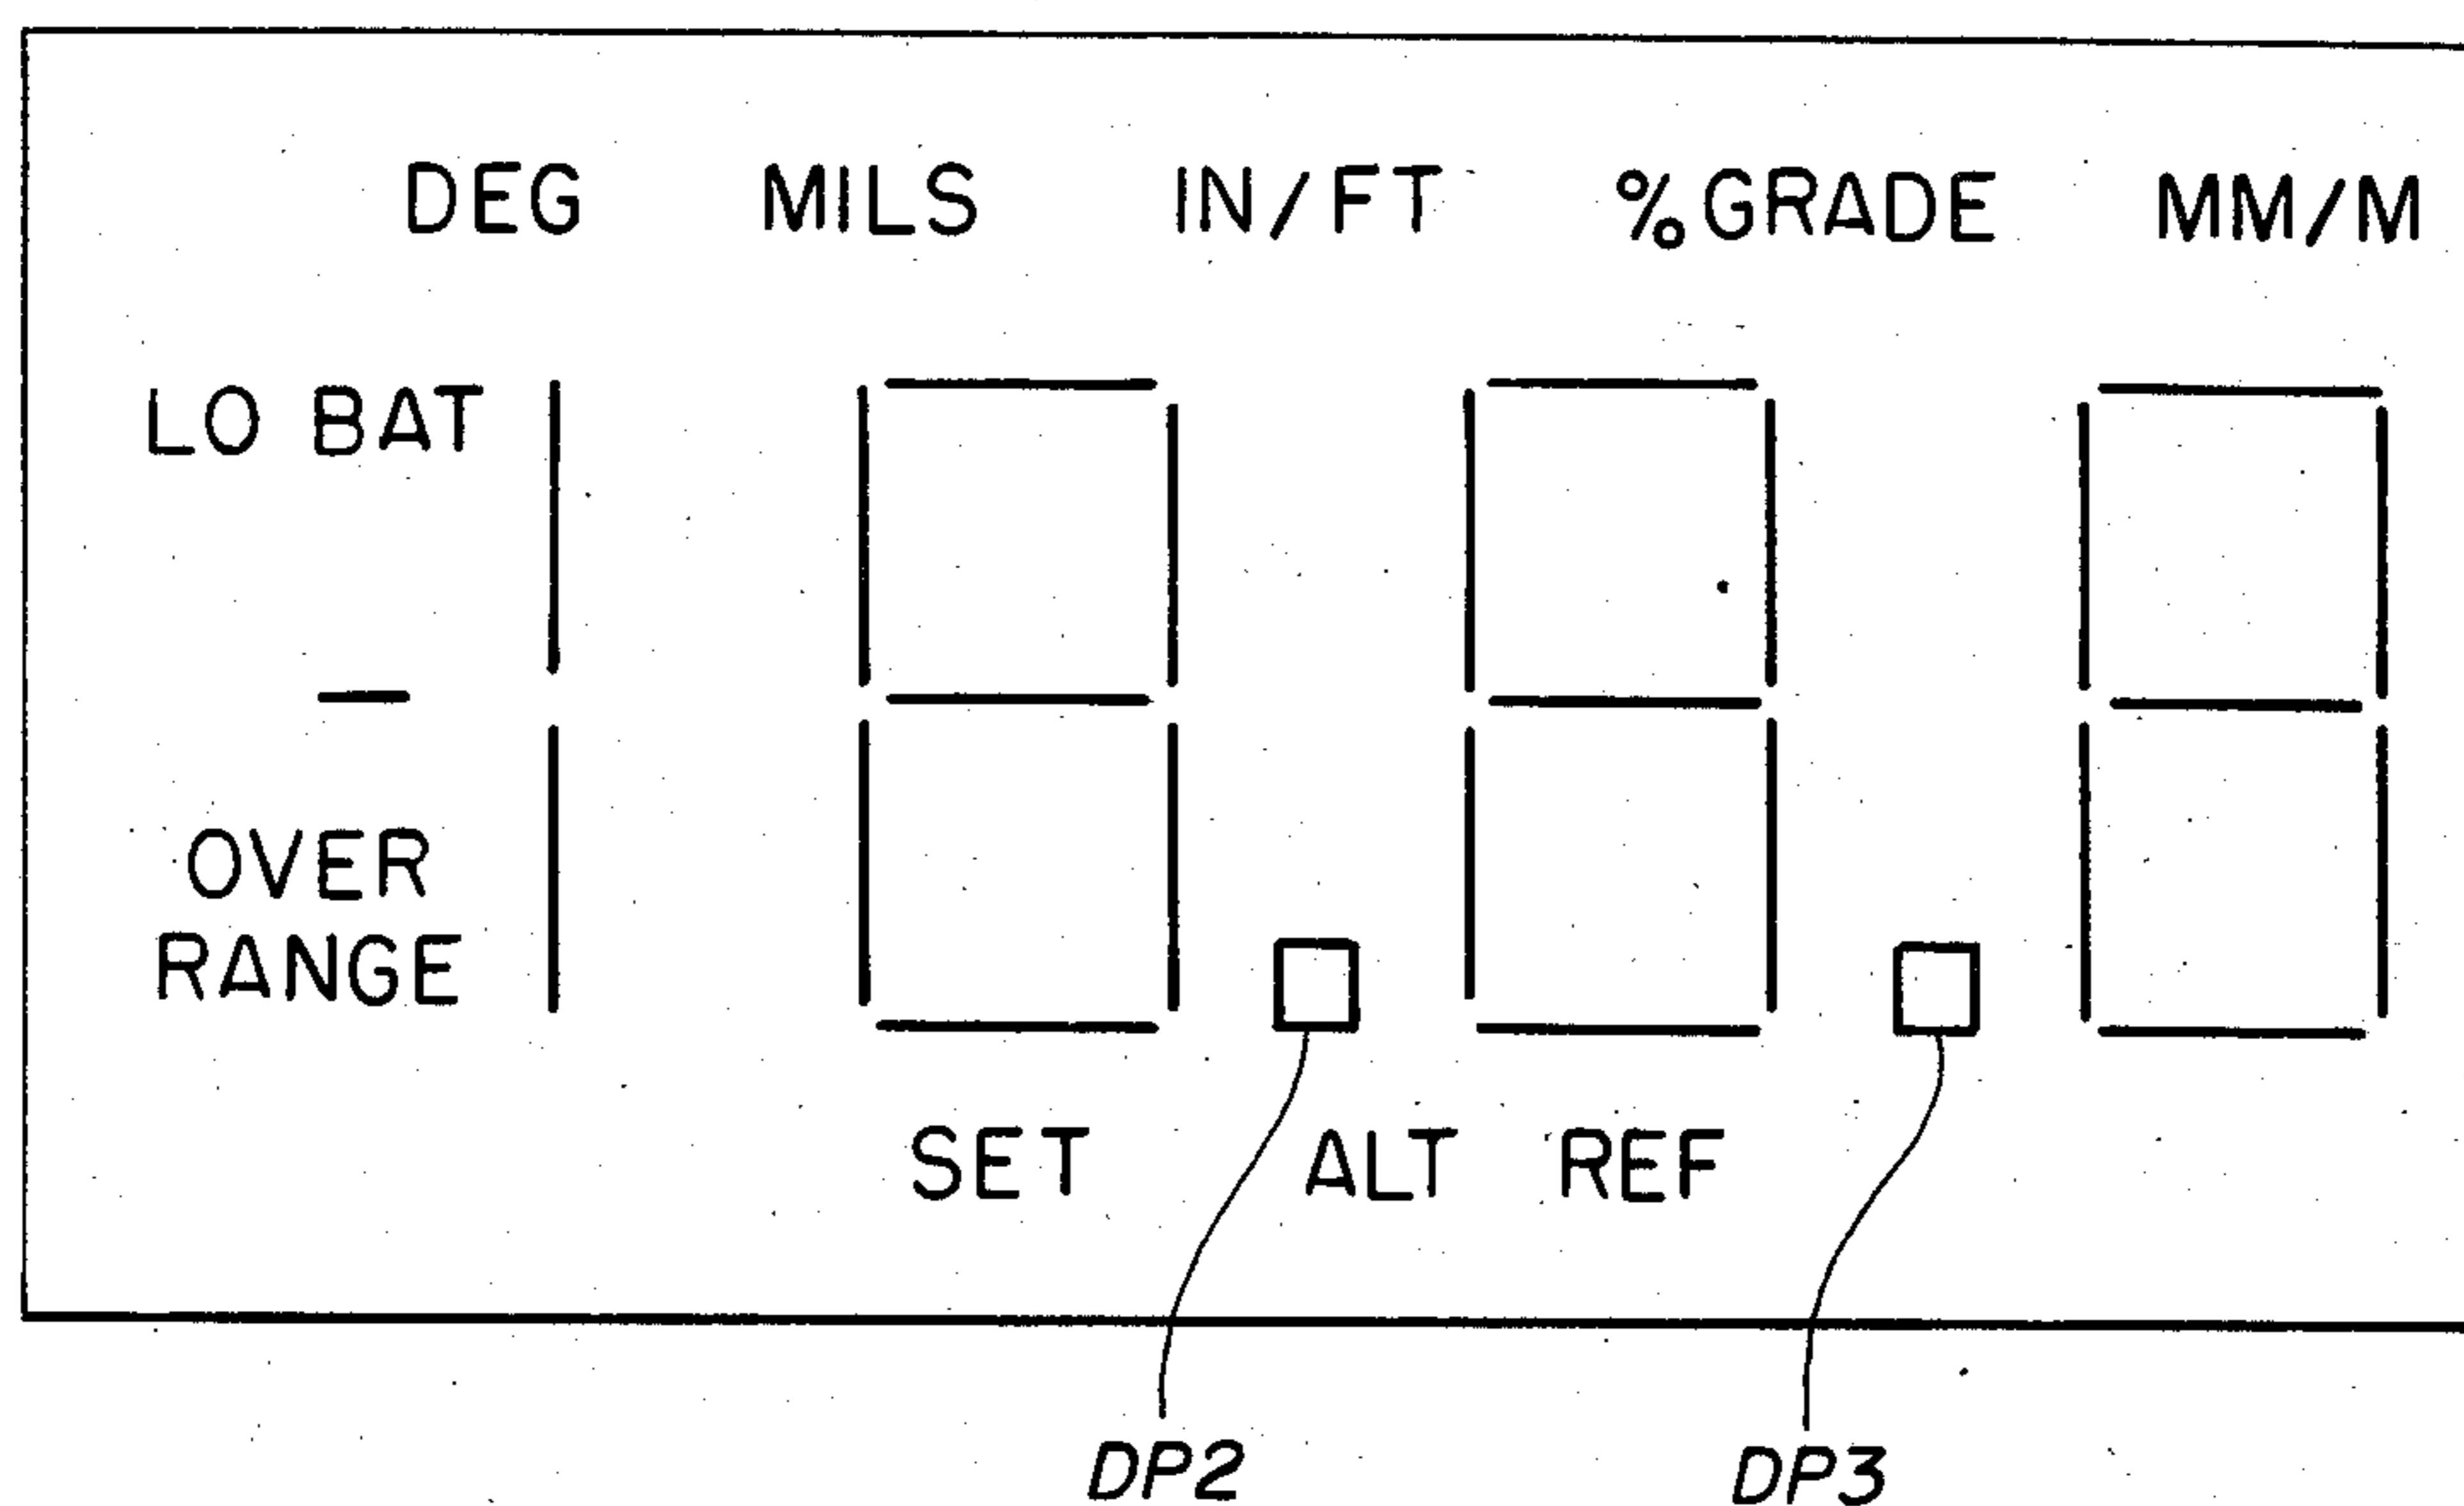 DEG MILS IN/FT %GRADE MM/M
LO BAT
OVER
RANGE
SET ALT REF
DP2 DP3